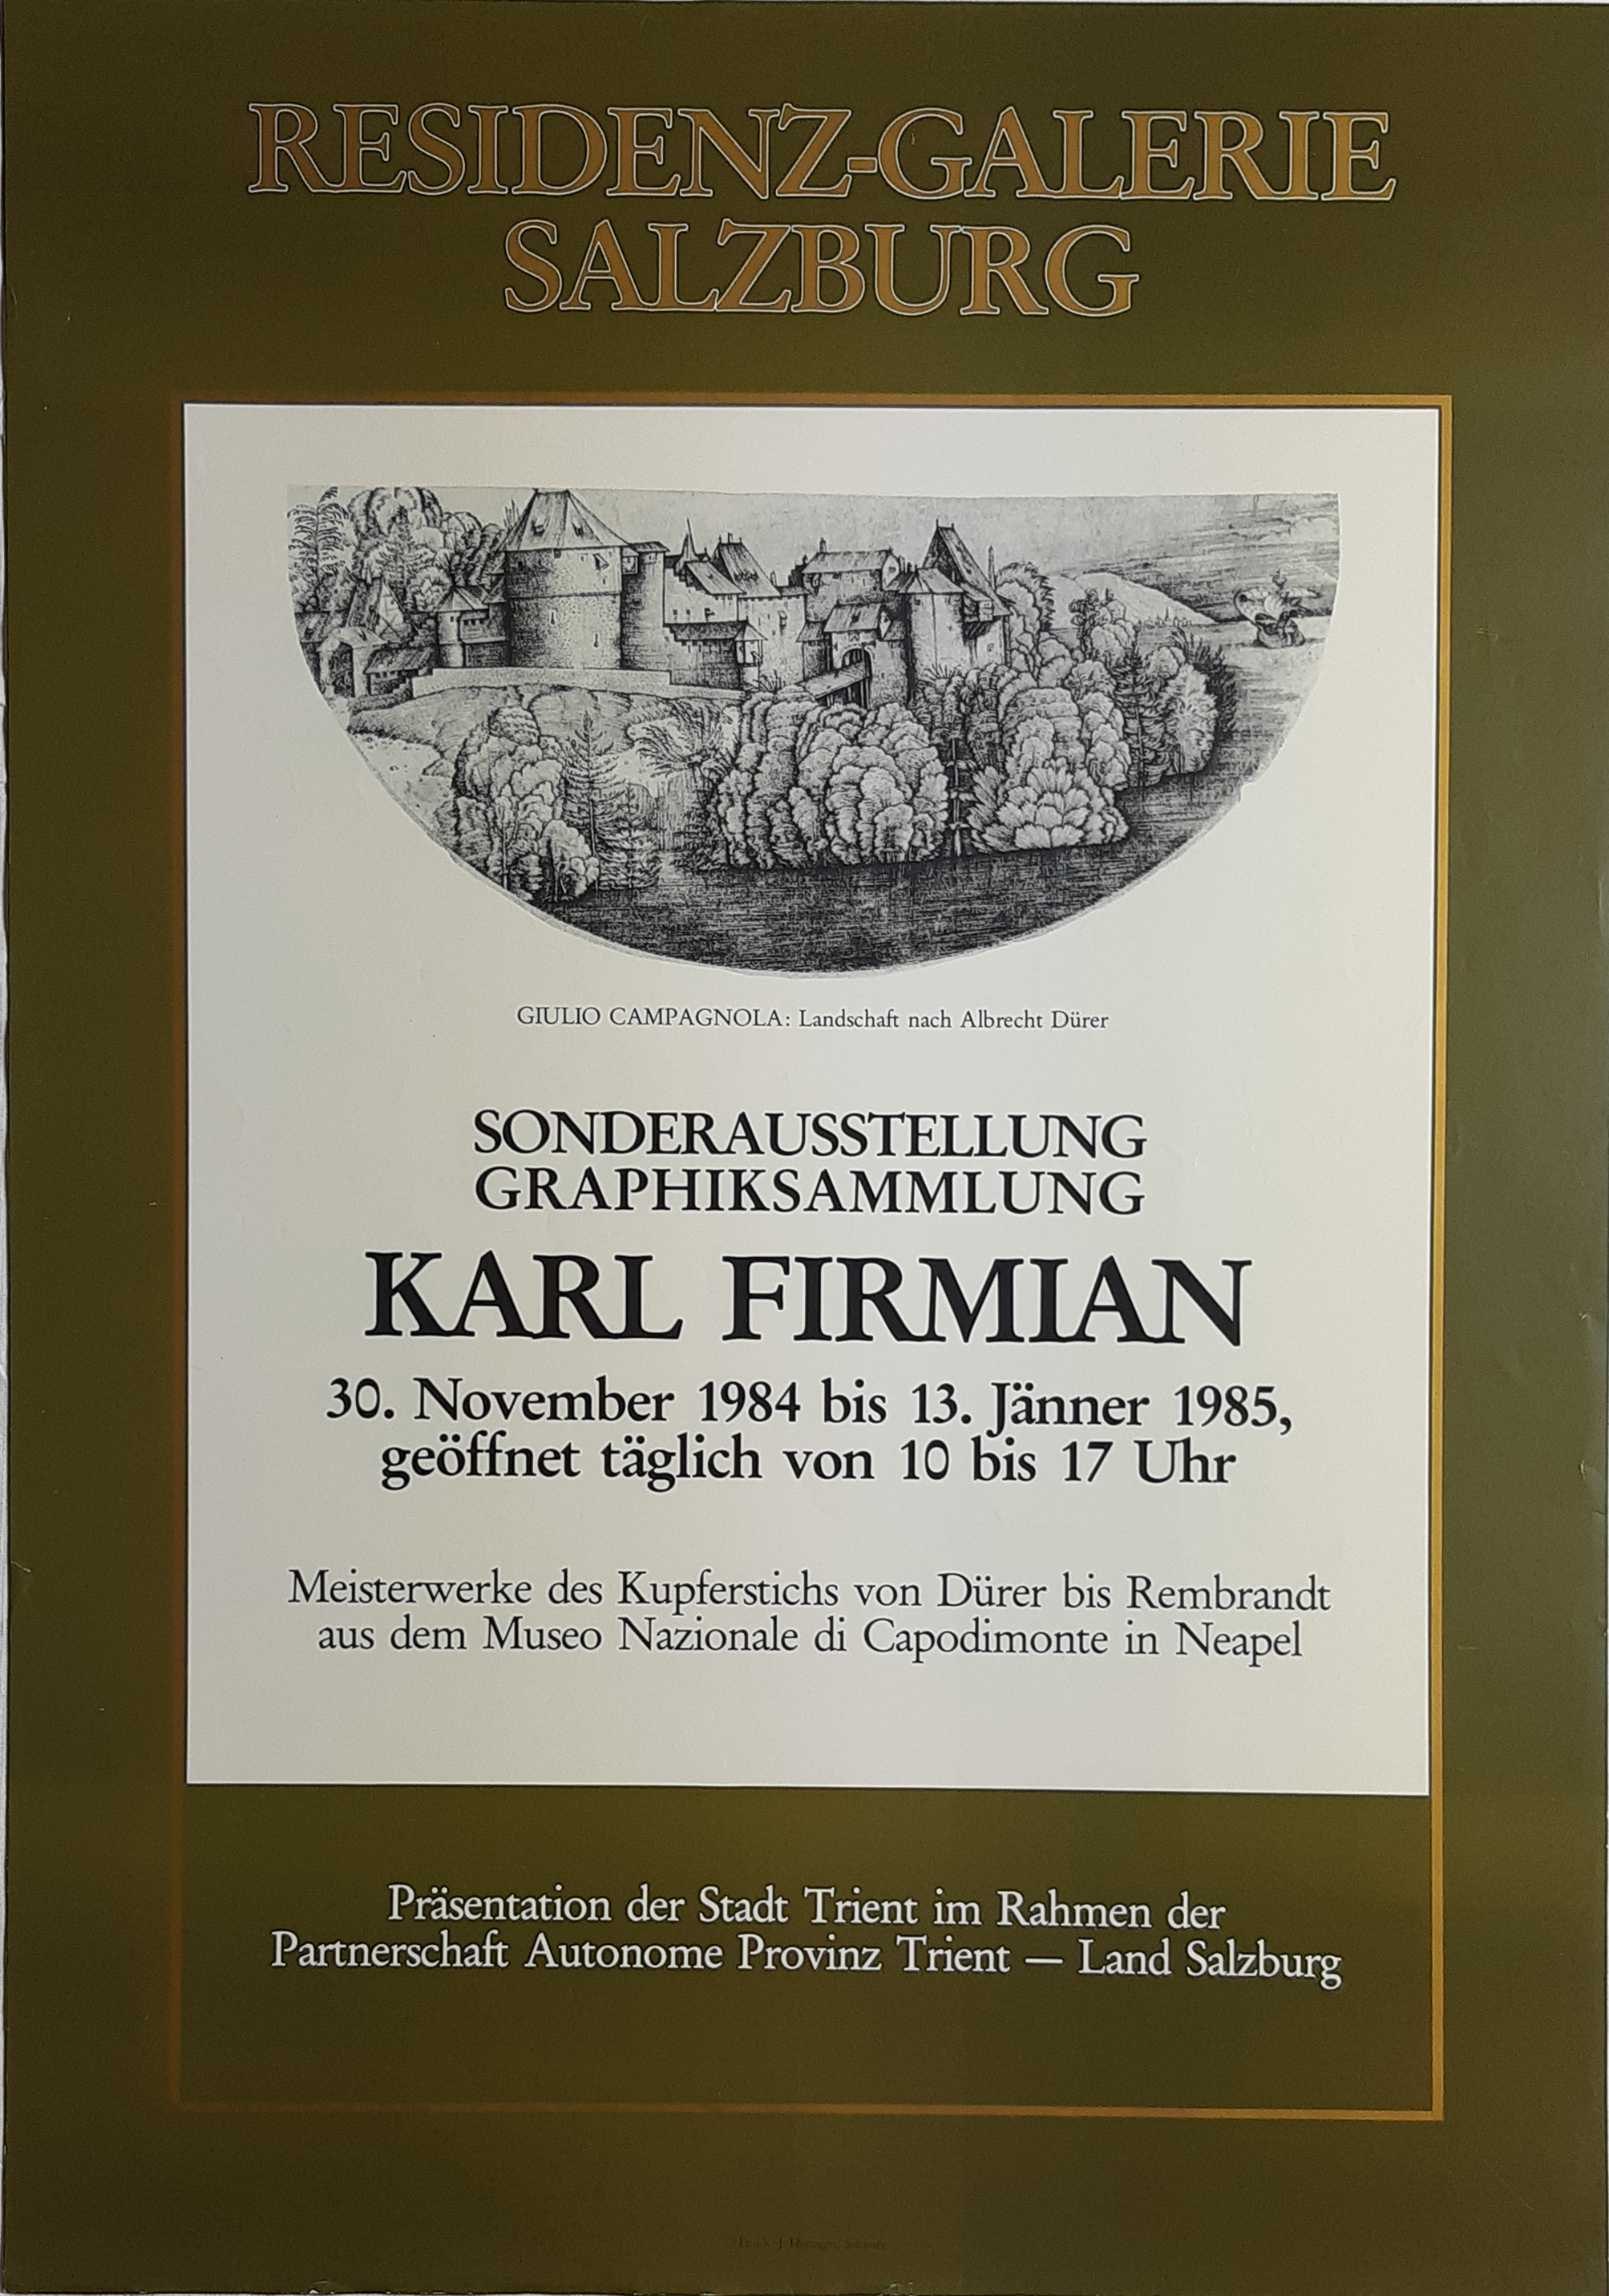 RESIDENZ-GALERIE
SALZBURG
GIULIO CAMPAGNOLA: Landschaft nach Albrecht Dürer
SONDERAUSSTELLUNG
GRAPHIKSAMMLUNG
KARL FIRMIAN
30. November 1984 bis 13. Jänner 1985,
geöffnet täglich von 10 bis 17 Uhr
Meisterwerke des Kupferstichs von Dürer bis Rembrandt
aus dem Museo Nazionale di Capodimonte in Neapel
Präsentation der Stadt Trient im Rahmen der
Partnerschaft Autonome Provinz Trient — Land Salzburg
Druck: J. Salzburg